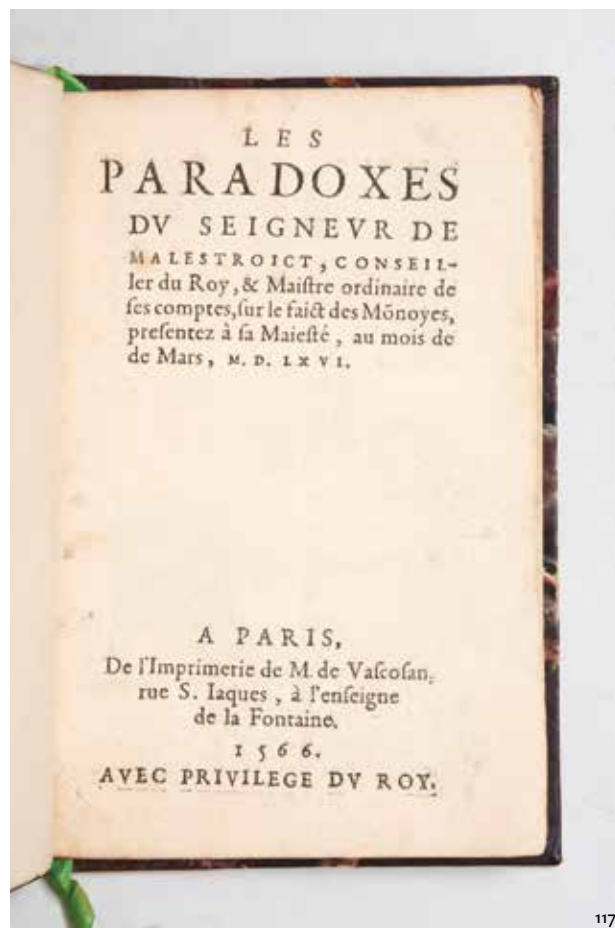 LES
PARADOXES
DV SEIGNEVR DE
MALESTROICT, CONSEIL-
ler du Roy, & Maiſtre ordinaire de
ſes comptes, ſur le faict des Mõnoyes,
preſentez à ſa Maieſté, au mois de
de Mars, M. D. LXVI.
A PARIS,
De l'Imprimerie de M. de Vaſcoſan,
rue S. Iaques, à l'enſeigne
de la Fontaine.
1566.
AVEC PRIVILEGE DV ROY.
117